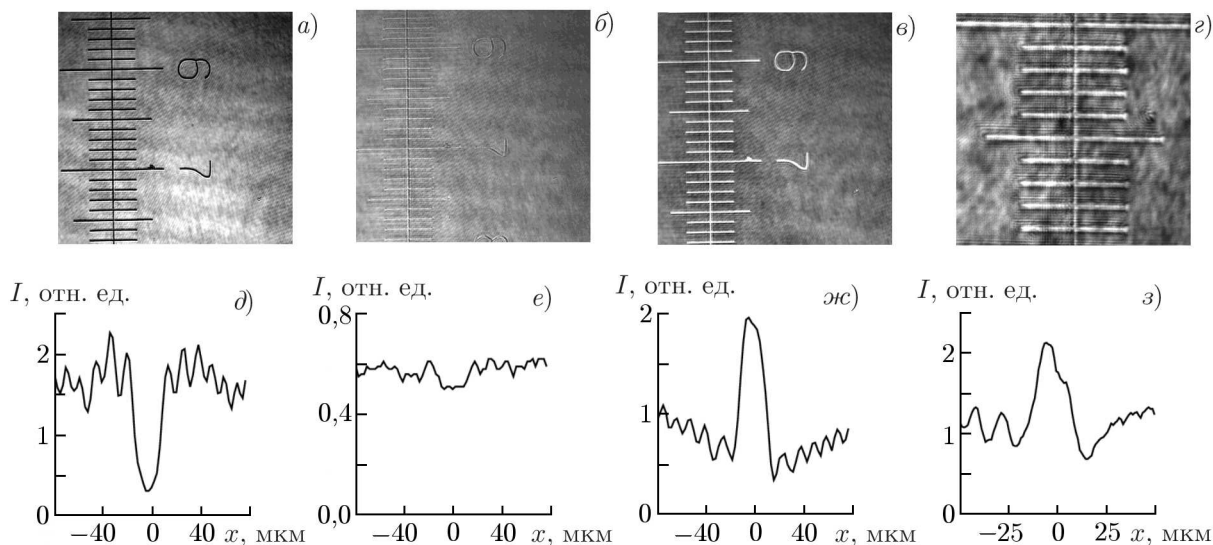 а) б) в) г)
6 7
6 7 8
6 7
I, отн. ед. д) I, отн. ед. е) I, отн. ед. ж) I, отн. ед. з)
2 1 0
−40 0 40 x, мкм
0,8 0,4 0,0
−40 0 40 x, мкм
2 1 0
−40 0 40 x, мкм
2 1 0
−25 0 25 x, мкм